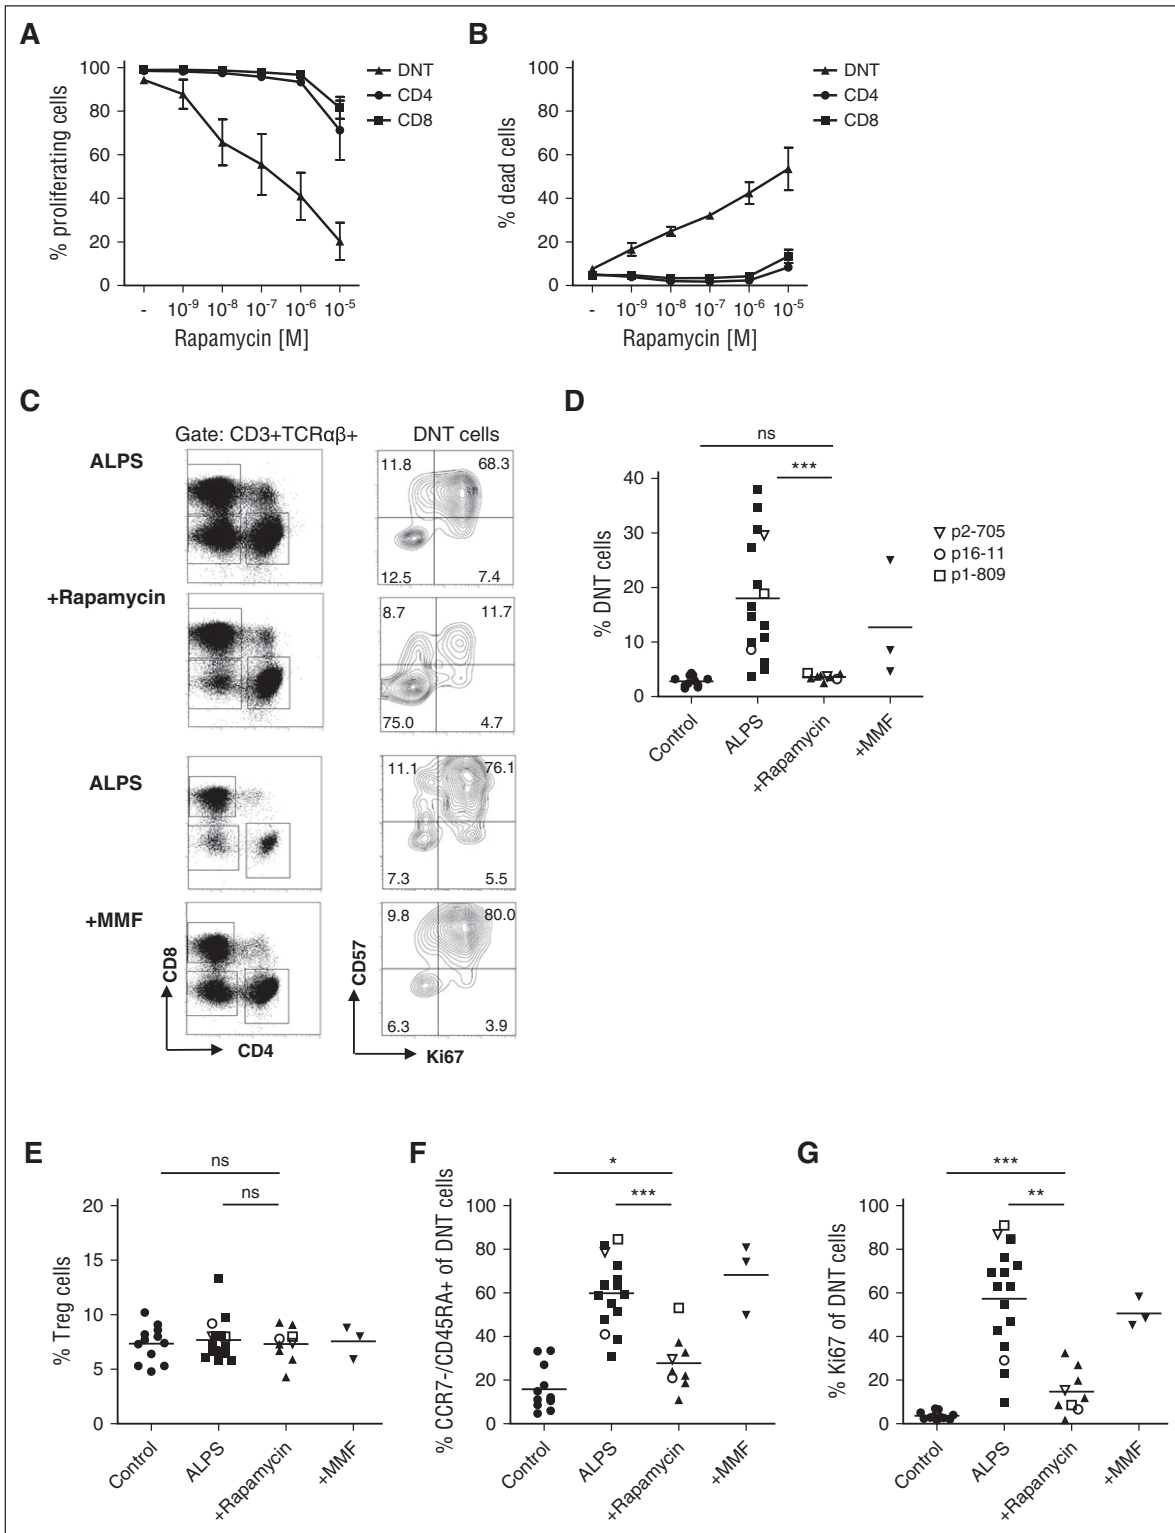 A
100
80
60
40
20
0
% proliferating cells
DNT
CD4
CD8
- 10-9 10-8 10-7 10-6 10-5
Rapamycin [M]
B
100
80
60
40
20
0
% dead cells
DNT
CD4
CD8
- 10-9 10-8 10-7 10-6 10-5
Rapamycin [M]
C
Gate: CD3+TCRαβ+ DNT cells
ALPS
11.8 68.3
12.5 7.4
+Rapamycin
8.7 11.7
75.0 4.7
ALPS
11.1 76.1
7.3 5.5
+MMF
9.8 80.0
6.3 3.9
CD8
CD4
CD57
Ki67
D
ns
***
40
30
20
10
0
% DNT cells
p2-705
p16-11
p1-809
Control
ALPS
+Rapamycin
+MMF
E
ns
ns
20
15
10
5
0
% Treg cells
Control
ALPS
+Rapamycin
+MMF
F
*
***
100
80
60
40
20
0
% CCR7-/CD45RA+ of DNT cells
Control
ALPS
+Rapamycin
+MMF
G
***
**
100
80
60
40
20
0
% Ki67 of DNT cells
Control
ALPS
+Rapamycin
+MMF